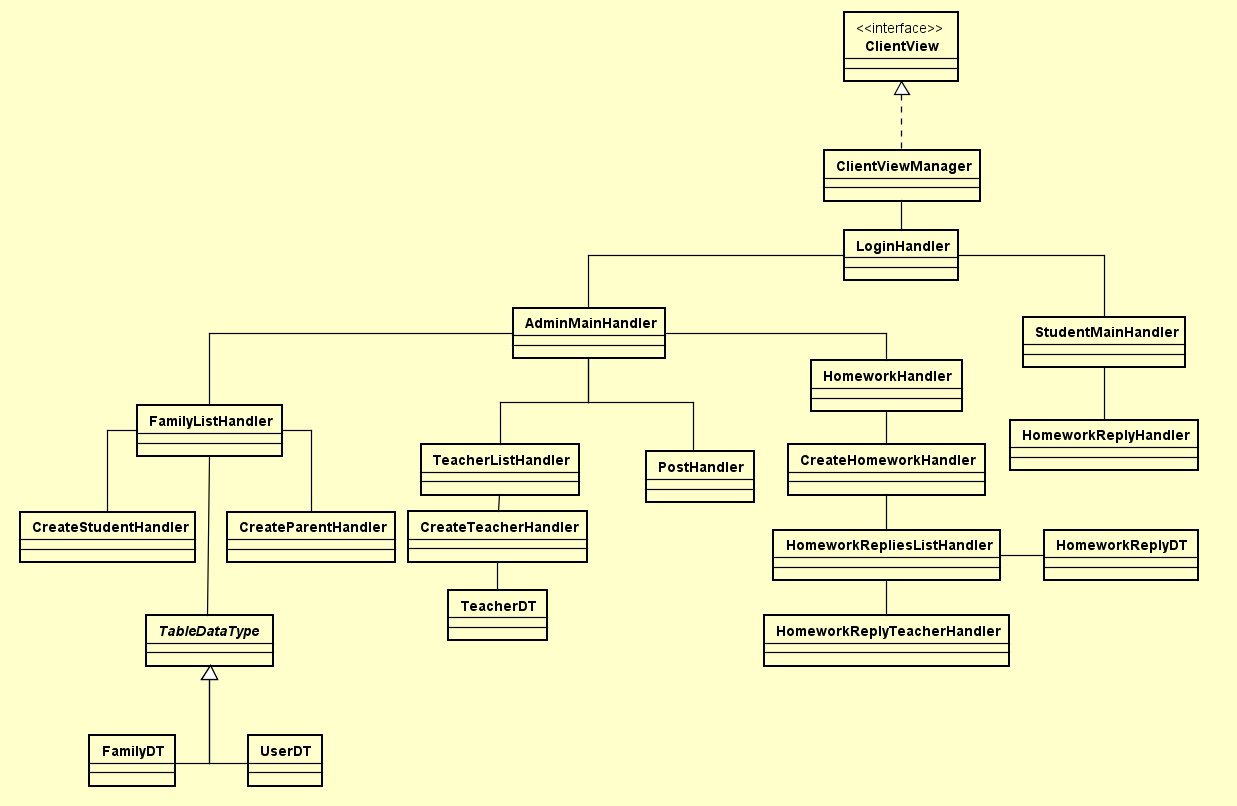 <<interface>>
ClientView
ClientViewManager
LoginHandler
AdminMainHandler
StudentMainHandler
HomeworkHandler
FamilyListHandler
HomeworkReplyHandler
TeacherListHandler
PostHandler
CreateHomeworkHandler
CreateStudentHandler
CreateParentHandler
CreateTeacherHandler
HomeworkRepliesListHandler
HomeworkReplyDT
TeacherDT
TableDataType
HomeworkReplyTeacherHandler
FamilyDT
UserDT